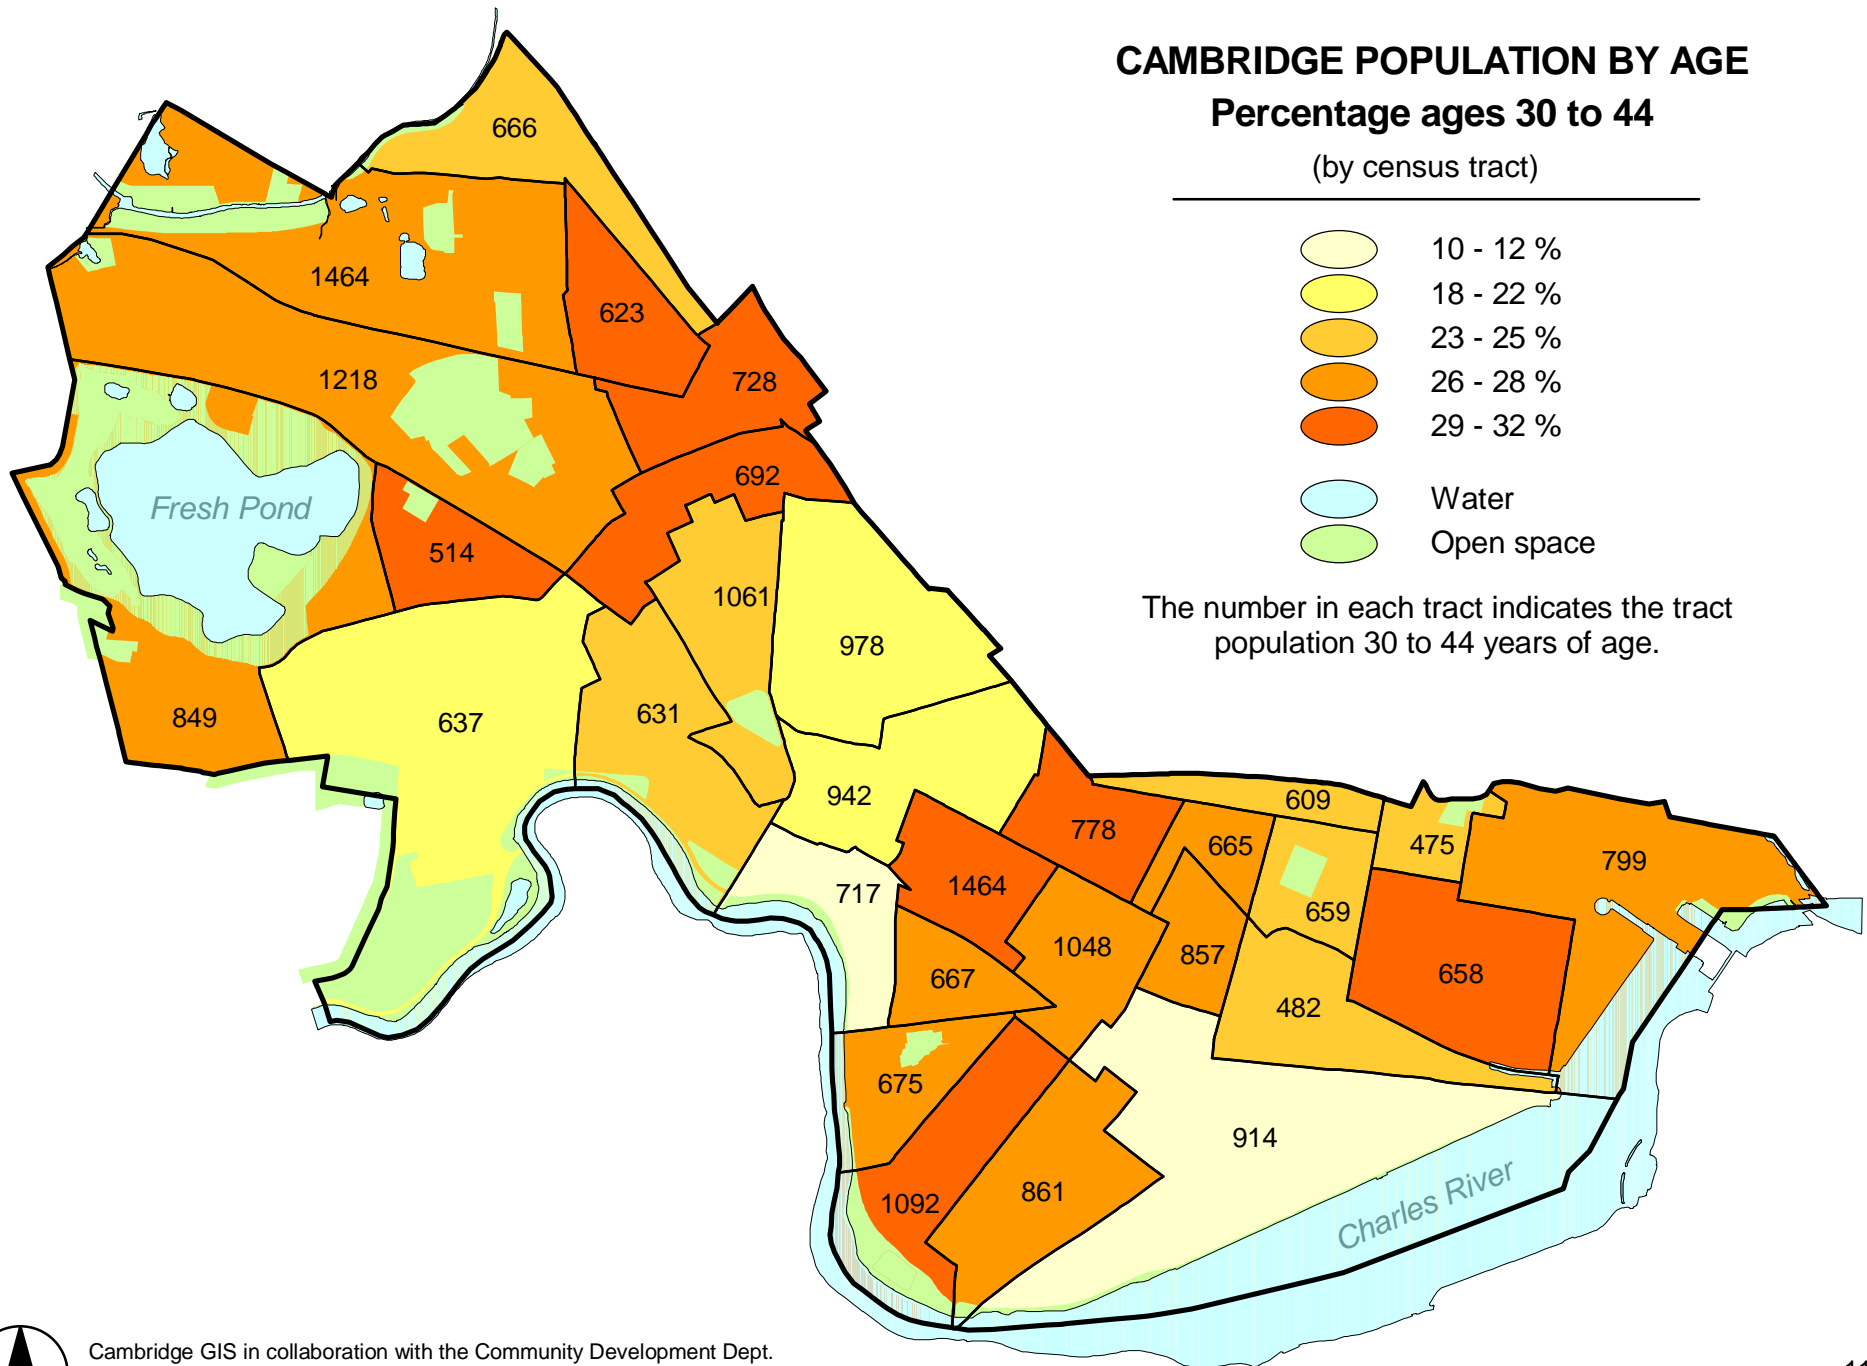 CAMBRIDGE POPULATION BY AGE
Percentage ages 30 to 44
(by census tract)
10 - 12 %
18 - 22 %
23 - 25 %
26 - 28 %
29 - 32 %
Water
Open space
The number in each tract indicates the tract
population 30 to 44 years of age.
666
1464
623
1218
728
692
Fresh Pond
514
1061
978
849
637
631
942
609
778
665
475
799
717
1464
659
1048
857
667
658
482
675
914
861
1092
Charles River
Cambridge GIS in collaboration with the Community Development Dept.